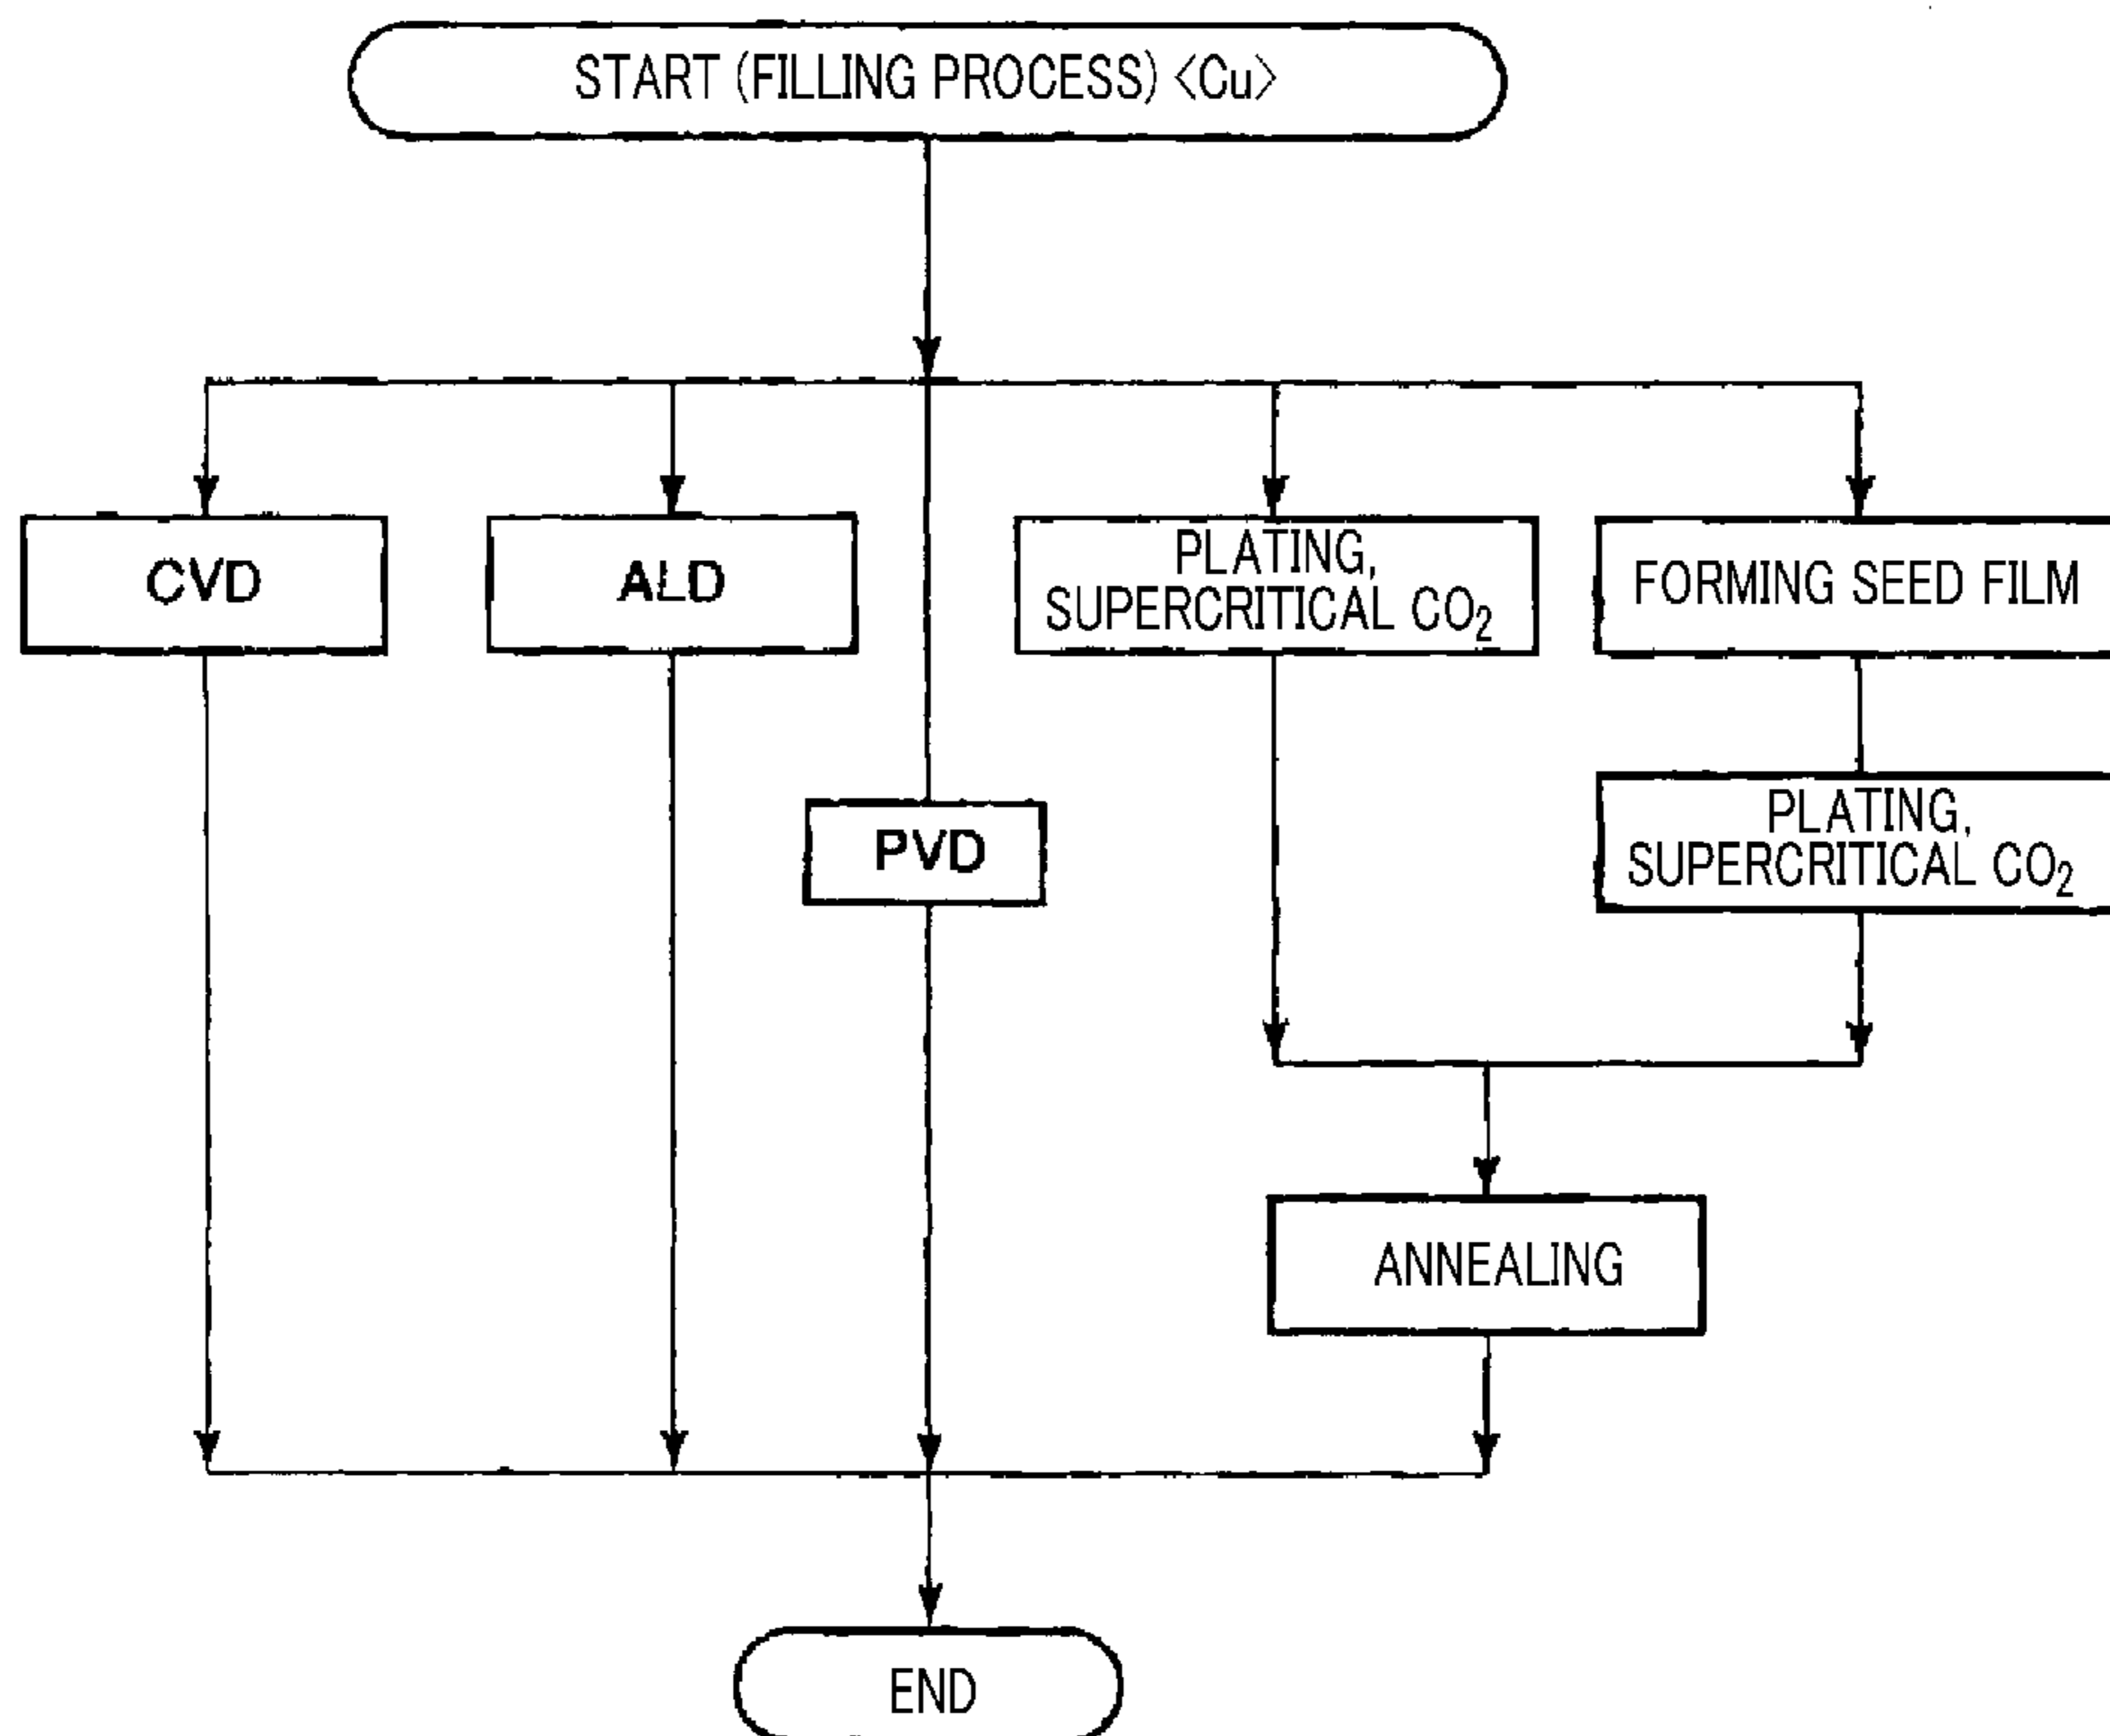 START (FILLING PROCESS) <Cu>
CVD
ALD
PLATING,
SUPERCRITICAL CO₂
FORMING SEED FILM
PVD
PLATING,
SUPERCRITICAL CO₂
ANNEALING
END